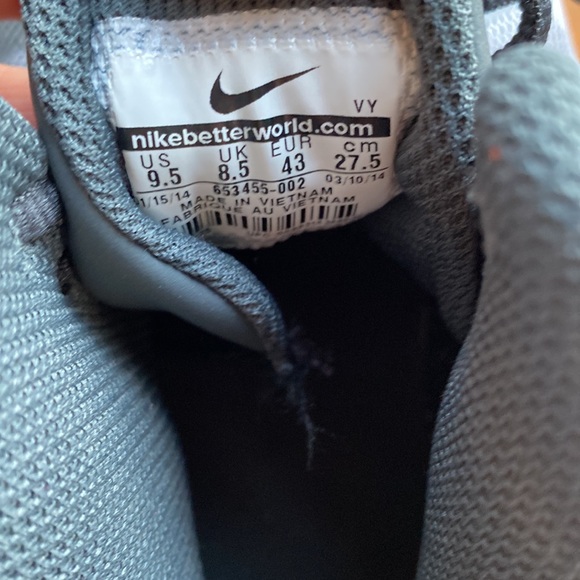 VY
nikebetterworld.com
US UK EUR cm
9.5 8.5 43 27.5
1/15/14 653455-002 03/10/14
MADE IN VIETNAM
FABRIQUE AU VIETNAM